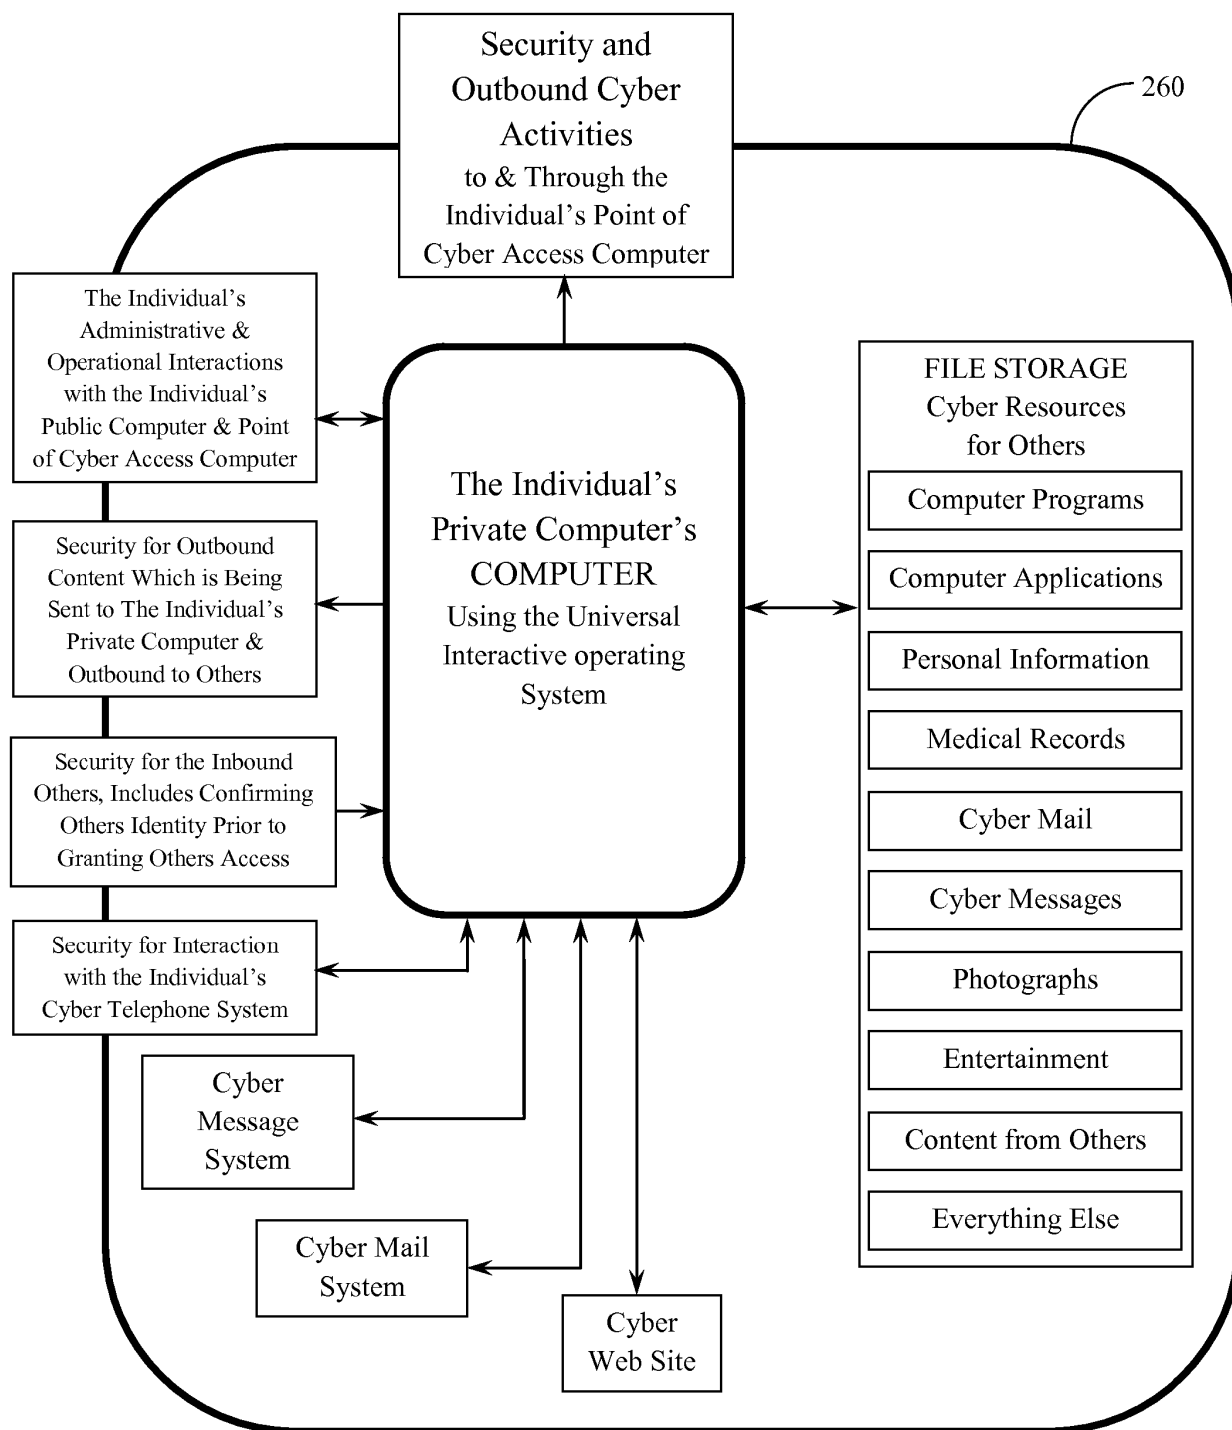 Security and
Outbound Cyber
Activities
to & Through the
Individual's Point of
Cyber Access Computer
260
The Individual's
Administrative &
Operational Interactions
with the Individual's
Public Computer & Point
of Cyber Access Computer
Security for Outbound
Content Which is Being
Sent to The Individual's
Private Computer &
Outbound to Others
Security for the Inbound
Others, Includes Confirming
Others Identity Prior to
Granting Others Access
Security for Interaction
with the Individual's
Cyber Telephone System
Cyber
Message
System
Cyber Mail
System
Cyber
Web Site
The Individual's
Private Computer's
COMPUTER
Using the Universal
Interactive operating
System
FILE STORAGE
Cyber Resources
for Others
Computer Programs
Computer Applications
Personal Information
Medical Records
Cyber Mail
Cyber Messages
Photographs
Entertainment
Content from Others
Everything Else